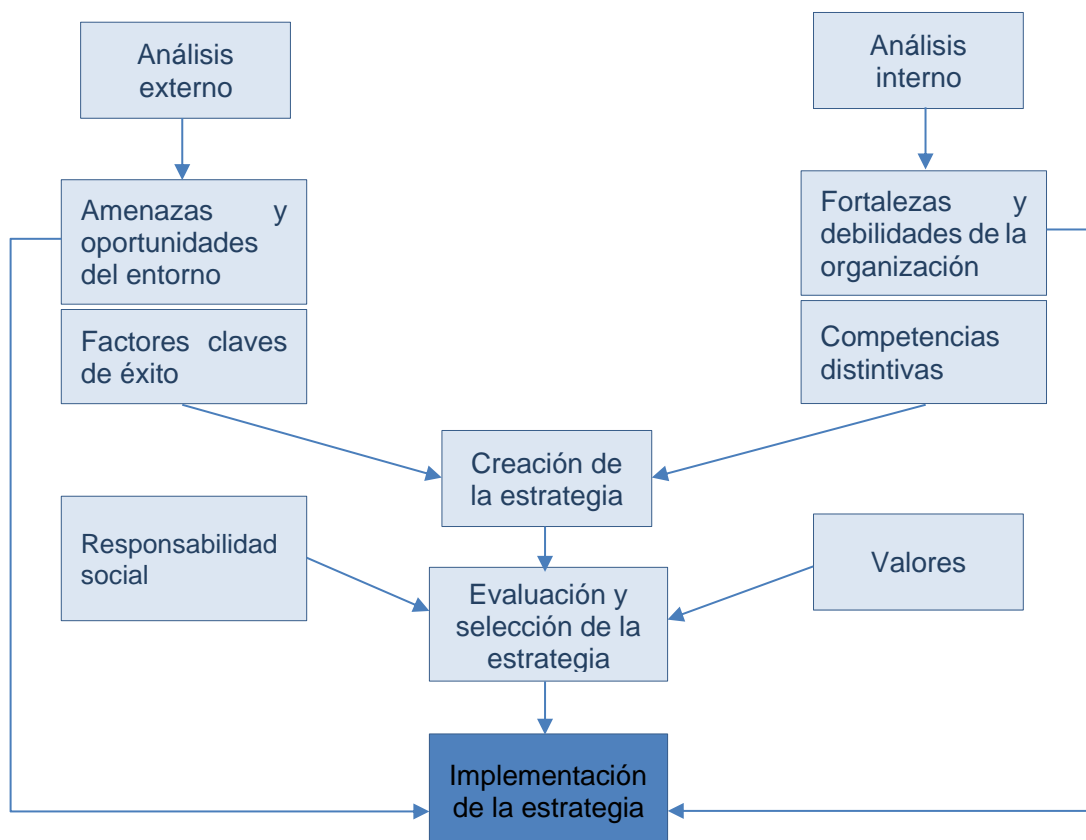 Análisis
externo
Análisis
interno
Amenazas y
oportunidades
del entorno
Fortalezas y
debilidades de la
organización
Factores claves
de éxito
Competencias
distintivas
Creación de
la estrategia
Responsabilidad
social
Valores
Evaluación y
selección de la
estrategia
Implementación
de la estrategia